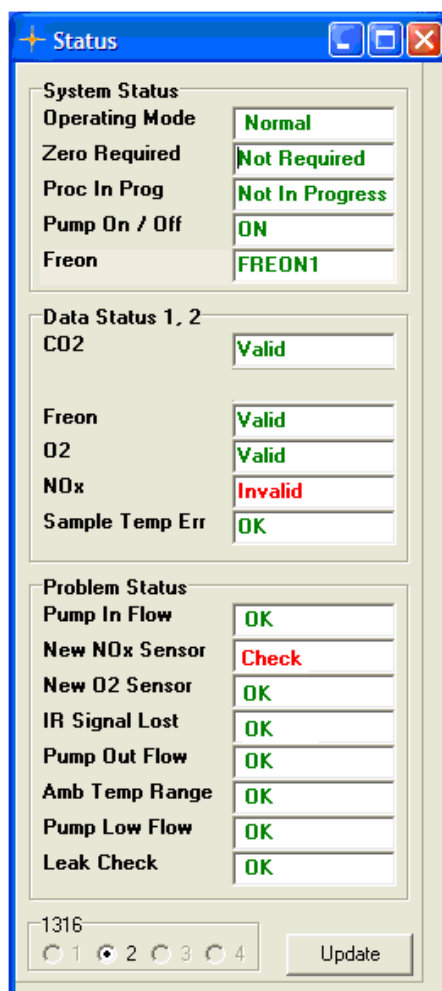 Status
System Status
Operating Mode Normal
Zero Required Not Required
Proc In Prog Not In Progress
Pump On / Off ON
Freon FREON1
Data Status 1, 2
CO2 Valid
Freon Valid
O2 Valid
NOx Invalid
Sample Temp Err OK
Problem Status
Pump In Flow OK
New NOx Sensor Check
New O2 Sensor OK
IR Signal Lost OK
Pump Out Flow OK
Amb Temp Range OK
Pump Low Flow OK
Leak Check OK
1316
1 2 3 4 Update